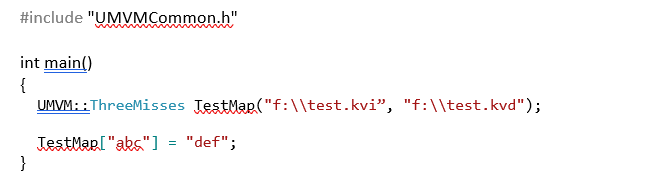 #include "UMVMCommon.h"
int main()
{
UMVM::ThreeMisses TestMap("f:\\test.kvi”, "f:\\test.kvd");
TestMap["abc"] = "def";
}